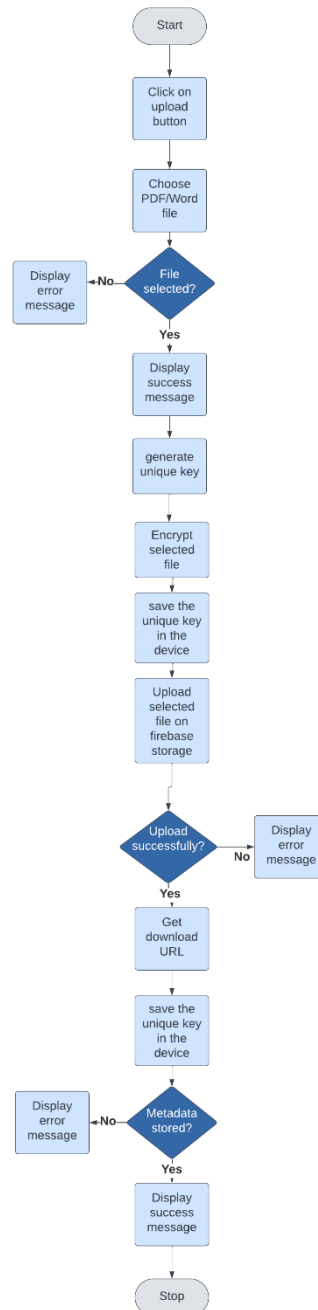 Start
Click on
upload
button
Choose
PDF/Word
file
File
selected?
No
Display
error
message
Yes
Display
success
message
generate
unique key
Encrypt
selected
file
save the
unique key
in the
device
Upload
selected
file on
firebase
storage
Upload
successfully?
No
Display
error
message
Yes
Get
download
URL
save the
unique key
in the
device
Metadata
stored?
No
Display
error
message
Yes
Display
success
message
Stop